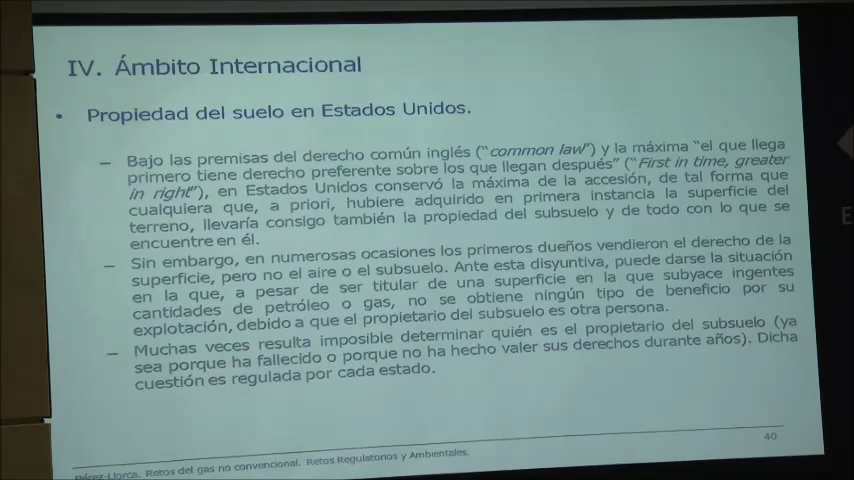 IV. Ámbito Internacional
• Propiedad del suelo en Estados Unidos.
– Bajo las premisas del derecho común inglés ("common law") y la máxima "el que llega
primero tiene derecho preferente sobre los que llegan después" ("First in time, greater
in right"), en Estados Unidos conservó la máxima de la accesión, de tal forma que
cualquiera que, a priori, hubiere adquirido en primera instancia la superficie del
terreno, llevaría consigo también la propiedad del subsuelo y de todo con lo que se
encuentre en él.
– Sin embargo, en numerosas ocasiones los primeros dueños vendieron el derecho de la
superficie, pero no el aire o el subsuelo. Ante esta disyuntiva, puede darse la situación
en la que, a pesar de ser titular de una superficie en la que subyace ingentes
cantidades de petróleo o gas, no se obtiene ningún tipo de beneficio por su
explotación, debido a que el propietario del subsuelo es otra persona.
– Muchas veces resulta imposible determinar quién es el propietario del subsuelo (ya
sea porque ha fallecido o porque no ha hecho valer sus derechos durante años). Dicha
cuestión es regulada por cada estado.
40
Pérez-Llorca. Retos del gas no convencional. Retos Regulatorios y Ambientales.
E